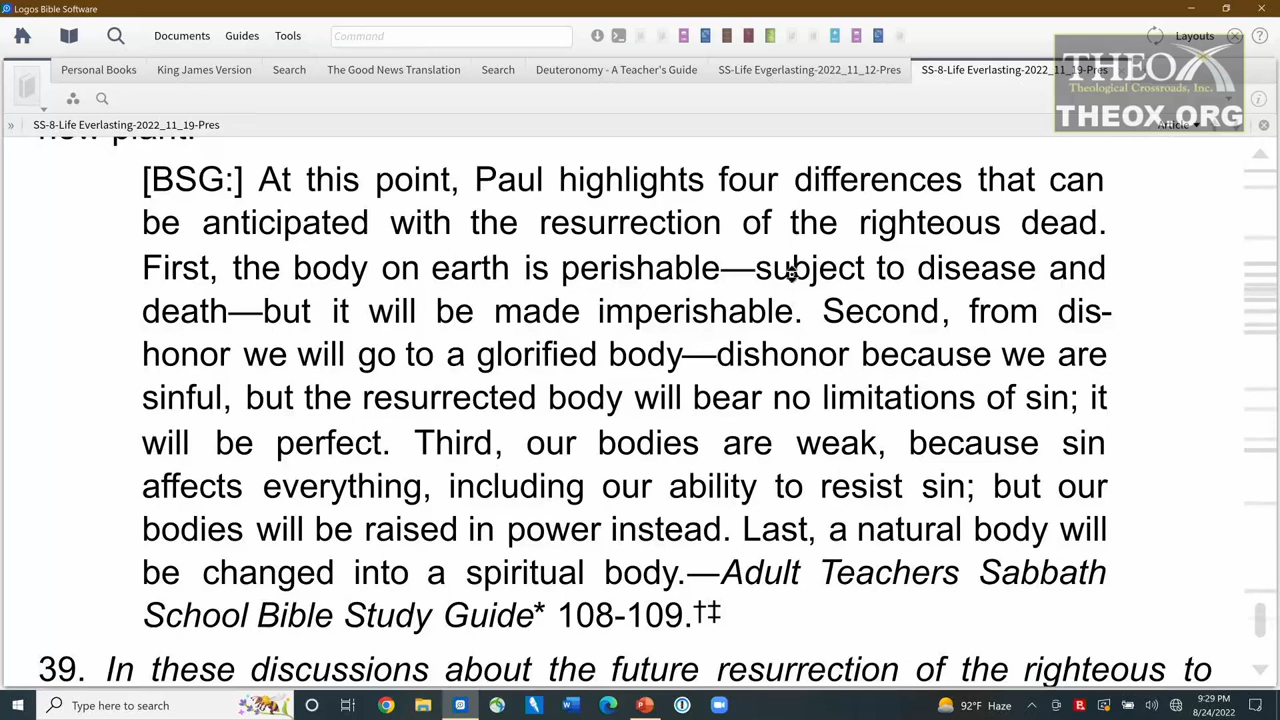 Logos Bible Software
Documents Guides Tools Command Layouts
THEOX
Theological Crossroads, Inc.
THEOX.ORG
Personal Books King James Version Search Search Deuteronomy - A Teacher's Guide SS-Life Evgerlasting-2022_11_12-Pres SS-8-Life Everlasting-2022_11_19-Pres
SS-8-Life Everlasting-2022_11_19-Pres Article
new plant.
[BSG:] At this point, Paul highlights four differences that can
be anticipated with the resurrection of the righteous dead.
First, the body on earth is perishable—subject to disease and
death—but it will be made imperishable. Second, from dis-
honor we will go to a glorified body—dishonor because we are
sinful, but the resurrected body will bear no limitations of sin; it
will be perfect. Third, our bodies are weak, because sin
affects everything, including our ability to resist sin; but our
bodies will be raised in power instead. Last, a natural body will
be changed into a spiritual body.—Adult Teachers Sabbath
School Bible Study Guide* 108-109.†‡
39. In these discussions about the future resurrection of the righteous to
Type here to search 92°F Haze 9:29 PM
8/24/2022